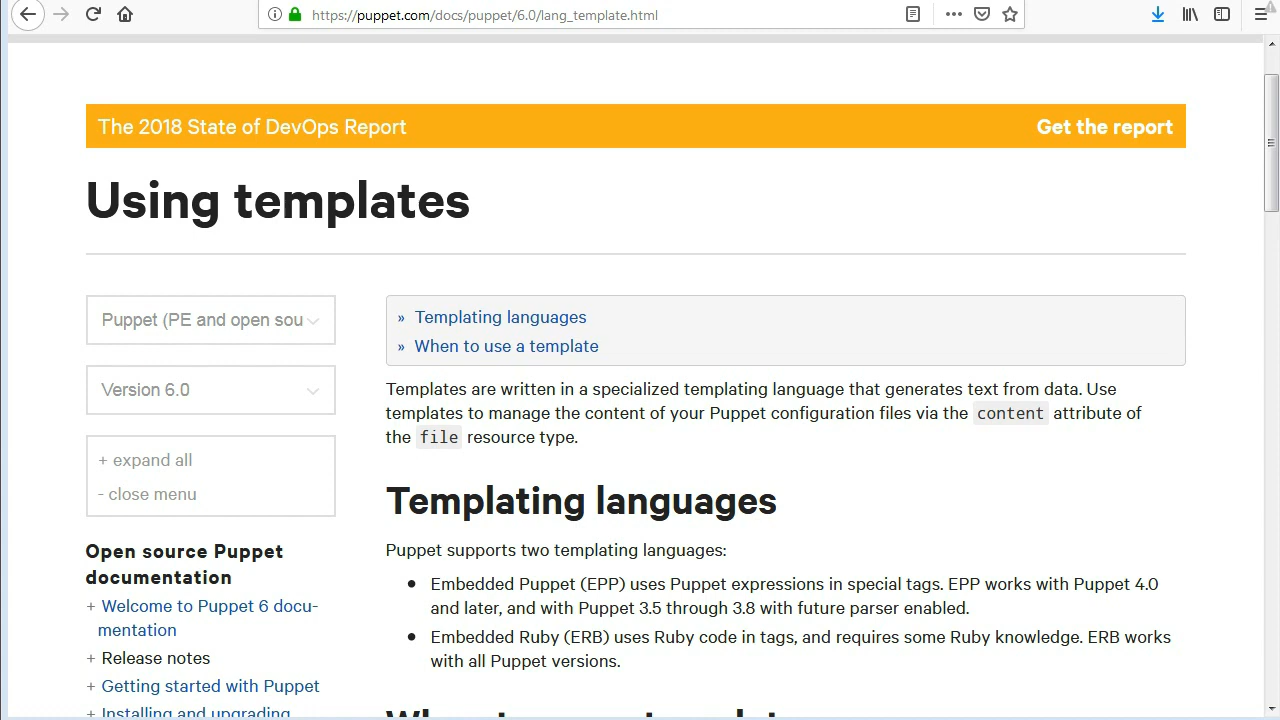 https://puppet.com/docs/puppet/6.0/lang_template.html
The 2018 State of DevOps Report Get the report
Using templates
Puppet (PE and open sou
Version 6.0
+ expand all
- close menu
Open source Puppet
documentation
+ Welcome to Puppet 6 docu-
mentation
+ Release notes
+ Getting started with Puppet
+ Installing and upgrading
» Templating languages
» When to use a template
Templates are written in a specialized templating language that generates text from data. Use
templates to manage the content of your Puppet configuration files via the content attribute of
the file resource type.
Templating languages
Puppet supports two templating languages:
• Embedded Puppet (EPP) uses Puppet expressions in special tags. EPP works with Puppet 4.0
and later, and with Puppet 3.5 through 3.8 with future parser enabled.
• Embedded Ruby (ERB) uses Ruby code in tags, and requires some Ruby knowledge. ERB works
with all Puppet versions.